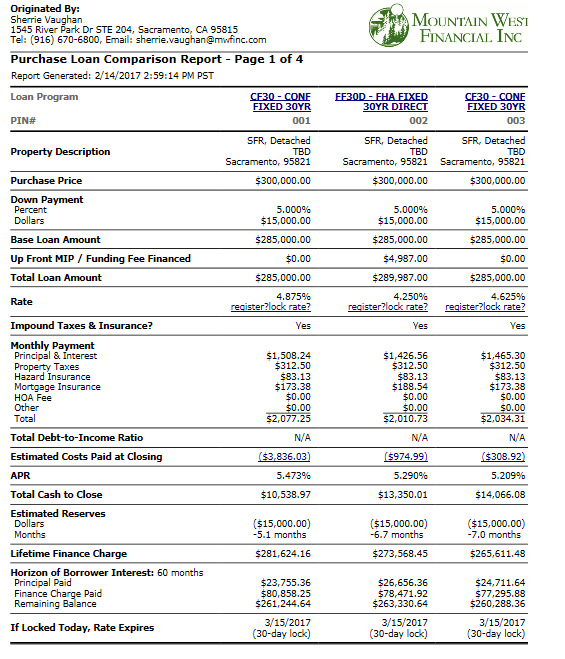 Originated By:
Sherrie Vaughan
1545 River Park Dr STE 204, Sacramento, CA 95815
Tel: (916) 670-6800, Email: sherrie.vaughan@mwfinc.com
MOUNTAIN WEST
FINANCIAL INC
Purchase Loan Comparison Report - Page 1 of 4
Report Generated: 2/14/2017 2:59:14 PM PST
Loan Program CF30 - CONF FIXED 30YR FF30D - FHA FIXED 30YR DIRECT CF30 - CONF FIXED 30YR
PIN# 001 002 003
Property Description SFR, Detached TBD Sacramento, 95821 SFR, Detached TBD Sacramento, 95821 SFR, Detached TBD Sacramento, 95821
Purchase Price $300,000.00 $300,000.00 $300,000.00
Down Payment
Percent 5.000% 5.000% 5.000%
Dollars $15,000.00 $15,000.00 $15,000.00
Base Loan Amount $285,000.00 $285,000.00 $285,000.00
Up Front MIP / Funding Fee Financed $0.00 $4,987.00 $0.00
Total Loan Amount $285,000.00 $289,987.00 $285,000.00
Rate 4.875% 4.250% 4.625%
register?lock rate? register?lock rate? register?lock rate?
Impound Taxes & Insurance? Yes Yes Yes
Monthly Payment
Principal & Interest $1,508.24 $1,426.56 $1,465.30
Property Taxes $312.50 $312.50 $312.50
Hazard Insurance $83.13 $83.13 $83.13
Mortgage Insurance $173.38 $188.54 $173.38
HOA Fee $0.00 $0.00 $0.00
Other $0.00 $0.00 $0.00
Total $2,077.25 $2,010.73 $2,034.31
Total Debt-to-Income Ratio N/A N/A N/A
Estimated Costs Paid at Closing ($3,836.03) ($974.99) ($308.92)
APR 5.473% 5.290% 5.209%
Total Cash to Close $10,538.97 $13,350.01 $14,066.08
Estimated Reserves
Dollars ($15,000.00) ($15,000.00) ($15,000.00)
Months -5.1 months -6.7 months -7.0 months
Lifetime Finance Charge $281,624.16 $273,568.45 $265,611.48
Horizon of Borrower Interest: 60 months
Principal Paid $23,755.36 $26,656.36 $24,711.64
Finance Charge Paid $80,858.25 $78,471.92 $77,295.88
Remaining Balance $261,244.64 $263,330.64 $260,288.36
If Locked Today, Rate Expires 3/15/2017 3/15/2017 3/15/2017
(30-day lock) (30-day lock) (30-day lock)